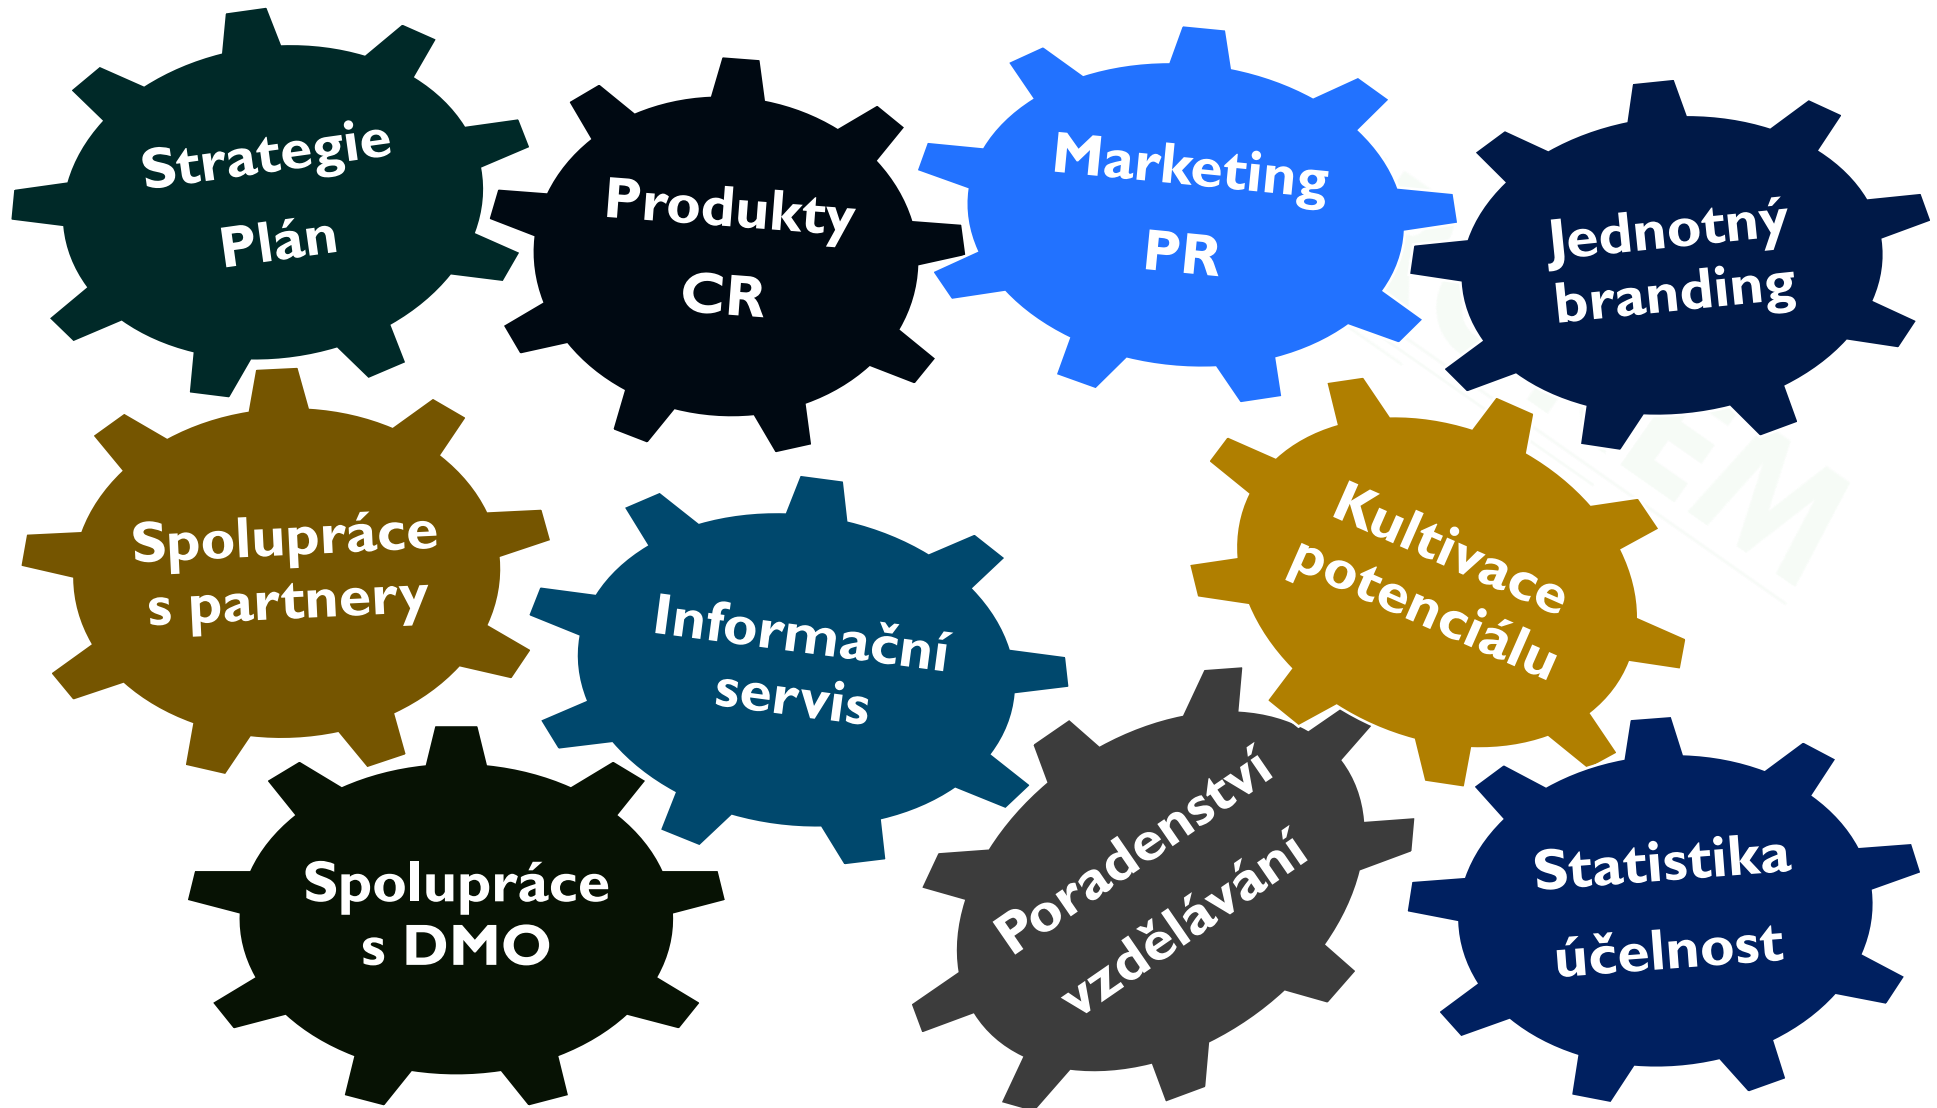 Strategie
Plán
Produkty
CR
Marketing
PR
Jednotný
branding
Spolupráce
s partnery
Informační
servis
Kultivace
potenciálu
Spolupráce
s DMO
Poradenství
vzdělávání
Statistika
účelnost